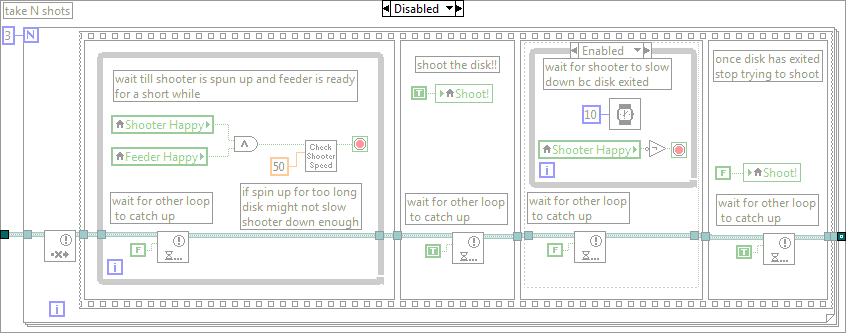 take N shots
Disabled
3
N
wait till shooter is spun up and feeder is ready
for a short while
Shooter Happy
Feeder Happy
50
Check
Shooter
Speed
if spin up for too long
disk might not slow
shooter down enough
wait for other loop
to catch up
F
i
shoot the disk!!
T
Shoot!
wait for other loop
to catch up
T
Enabled
wait for shooter to slow
down bc disk exited
10
Shooter Happy
i
wait for other loop
to catch up
F
once disk has exited
stop trying to shoot
F
Shoot!
wait for other loop
to catch up
T
i